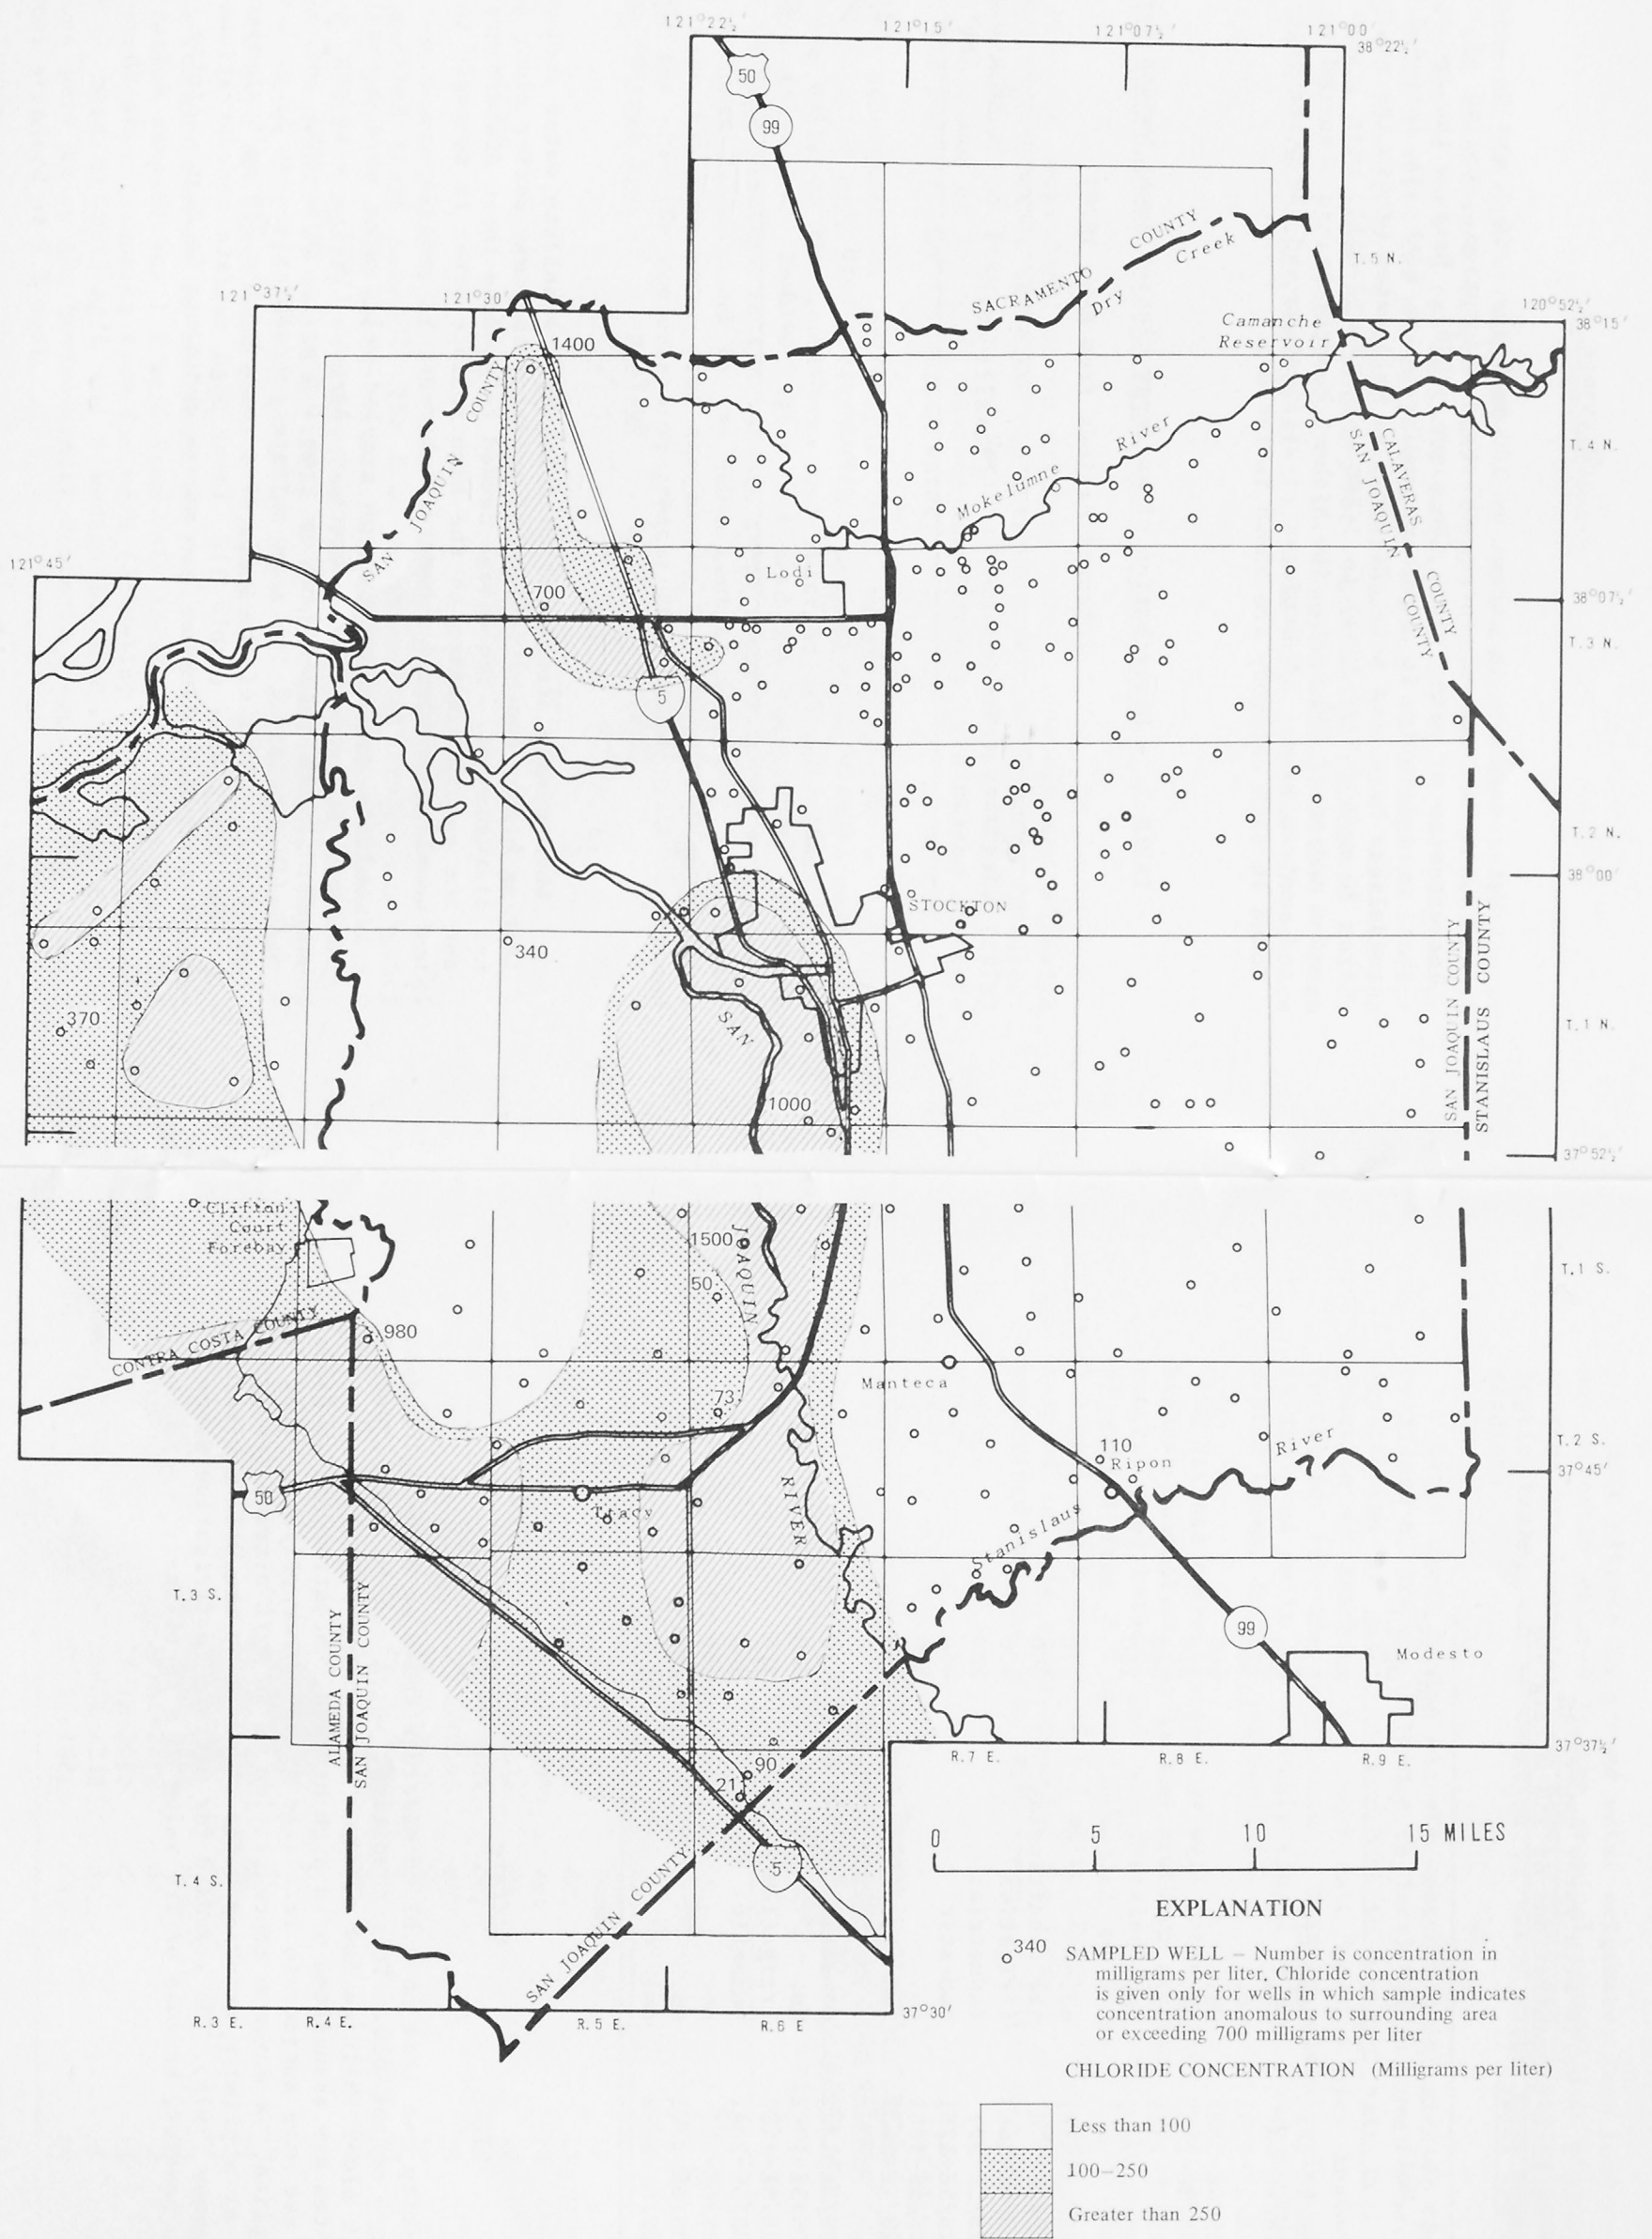 121°22½′
121°15′
121°07½′
121°00′
38°22½′
50
99
COUNTY
Creek
T.5 N.
SACRAMENTO
Dry
121°37½′
121°30′
120°52½′
Camanche
Reservoir
38°15′
1400
COUNTY
River
CALAVERAS
SAN JOAQUIN
T.4 N.
JOAQUIN
Mokelumne
SAN
121°45′
Lodi
COUNTY
COUNTY
700
38°07½′
T.3 N.
5
T.2 N.
38°00′
STOCKTON
340
SAN JOAQUIN COUNTY
STANISLAUS COUNTY
370
SAN
T.1 N.
1000
37°52½′
Clifton
Court
Forebay
1500
JOAQUIN
50
T.1 S.
CONTRA COSTA COUNTY
980
Manteca
73
110
Ripon
River
T.2 S.
37°45′
50
Tracy
RIVER
Stanislaus
T.3 S.
ALAMEDA COUNTY
SAN JOAQUIN COUNTY
99
Modesto
37°37½′
R.7 E.
R.8 E.
R.9 E.
90
21
0 5 10 15 MILES
5
T.4 S.
SAN JOAQUIN COUNTY
37°30′
R.3 E.
R.4 E.
R.5 E.
R.6 E
EXPLANATION
340 SAMPLED WELL – Number is concentration in
milligrams per liter. Chloride concentration
is given only for wells in which sample indicates
concentration anomalous to surrounding area
or exceeding 700 milligrams per liter
CHLORIDE CONCENTRATION (Milligrams per liter)
Less than 100
100–250
Greater than 250